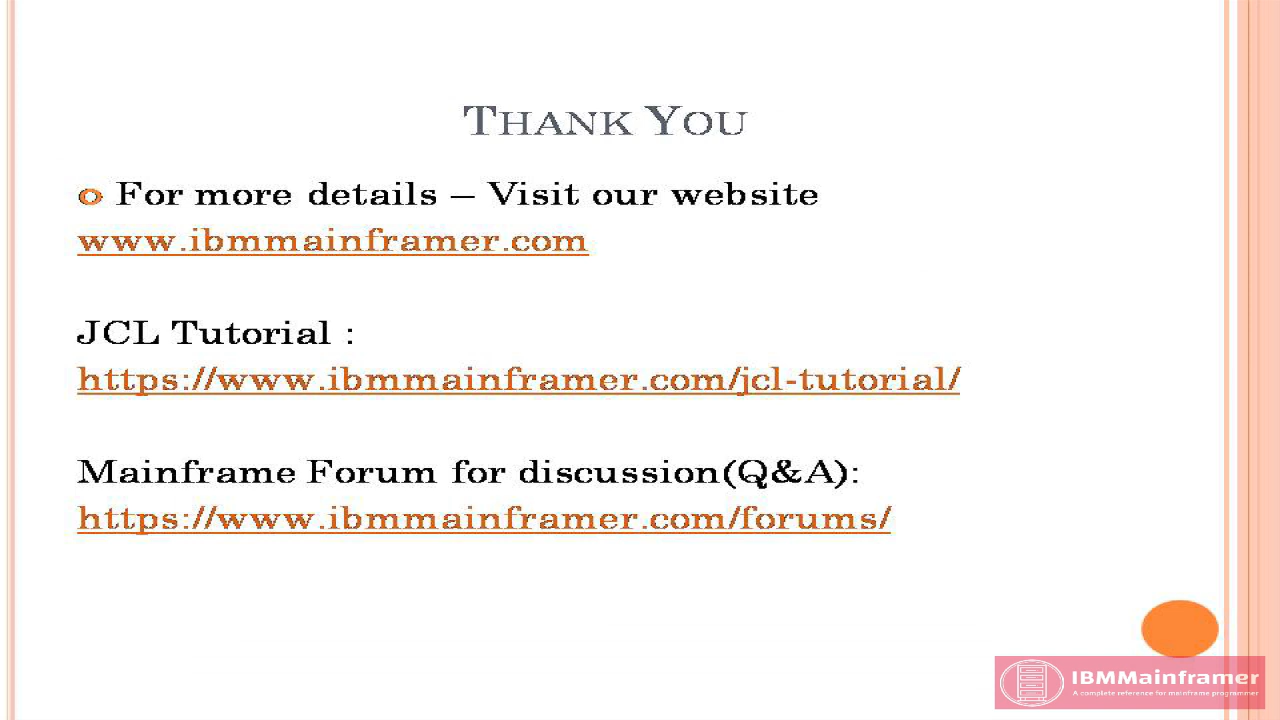 THANK YOU
o For more details – Visit our website
www.ibmmainframer.com
JCL Tutorial :
https://www.ibmmainframer.com/jcl-tutorial/
Mainframe Forum for discussion(Q&A):
https://www.ibmmainframer.com/forums/
IBMMainframer
A complete reference for mainframe programmer